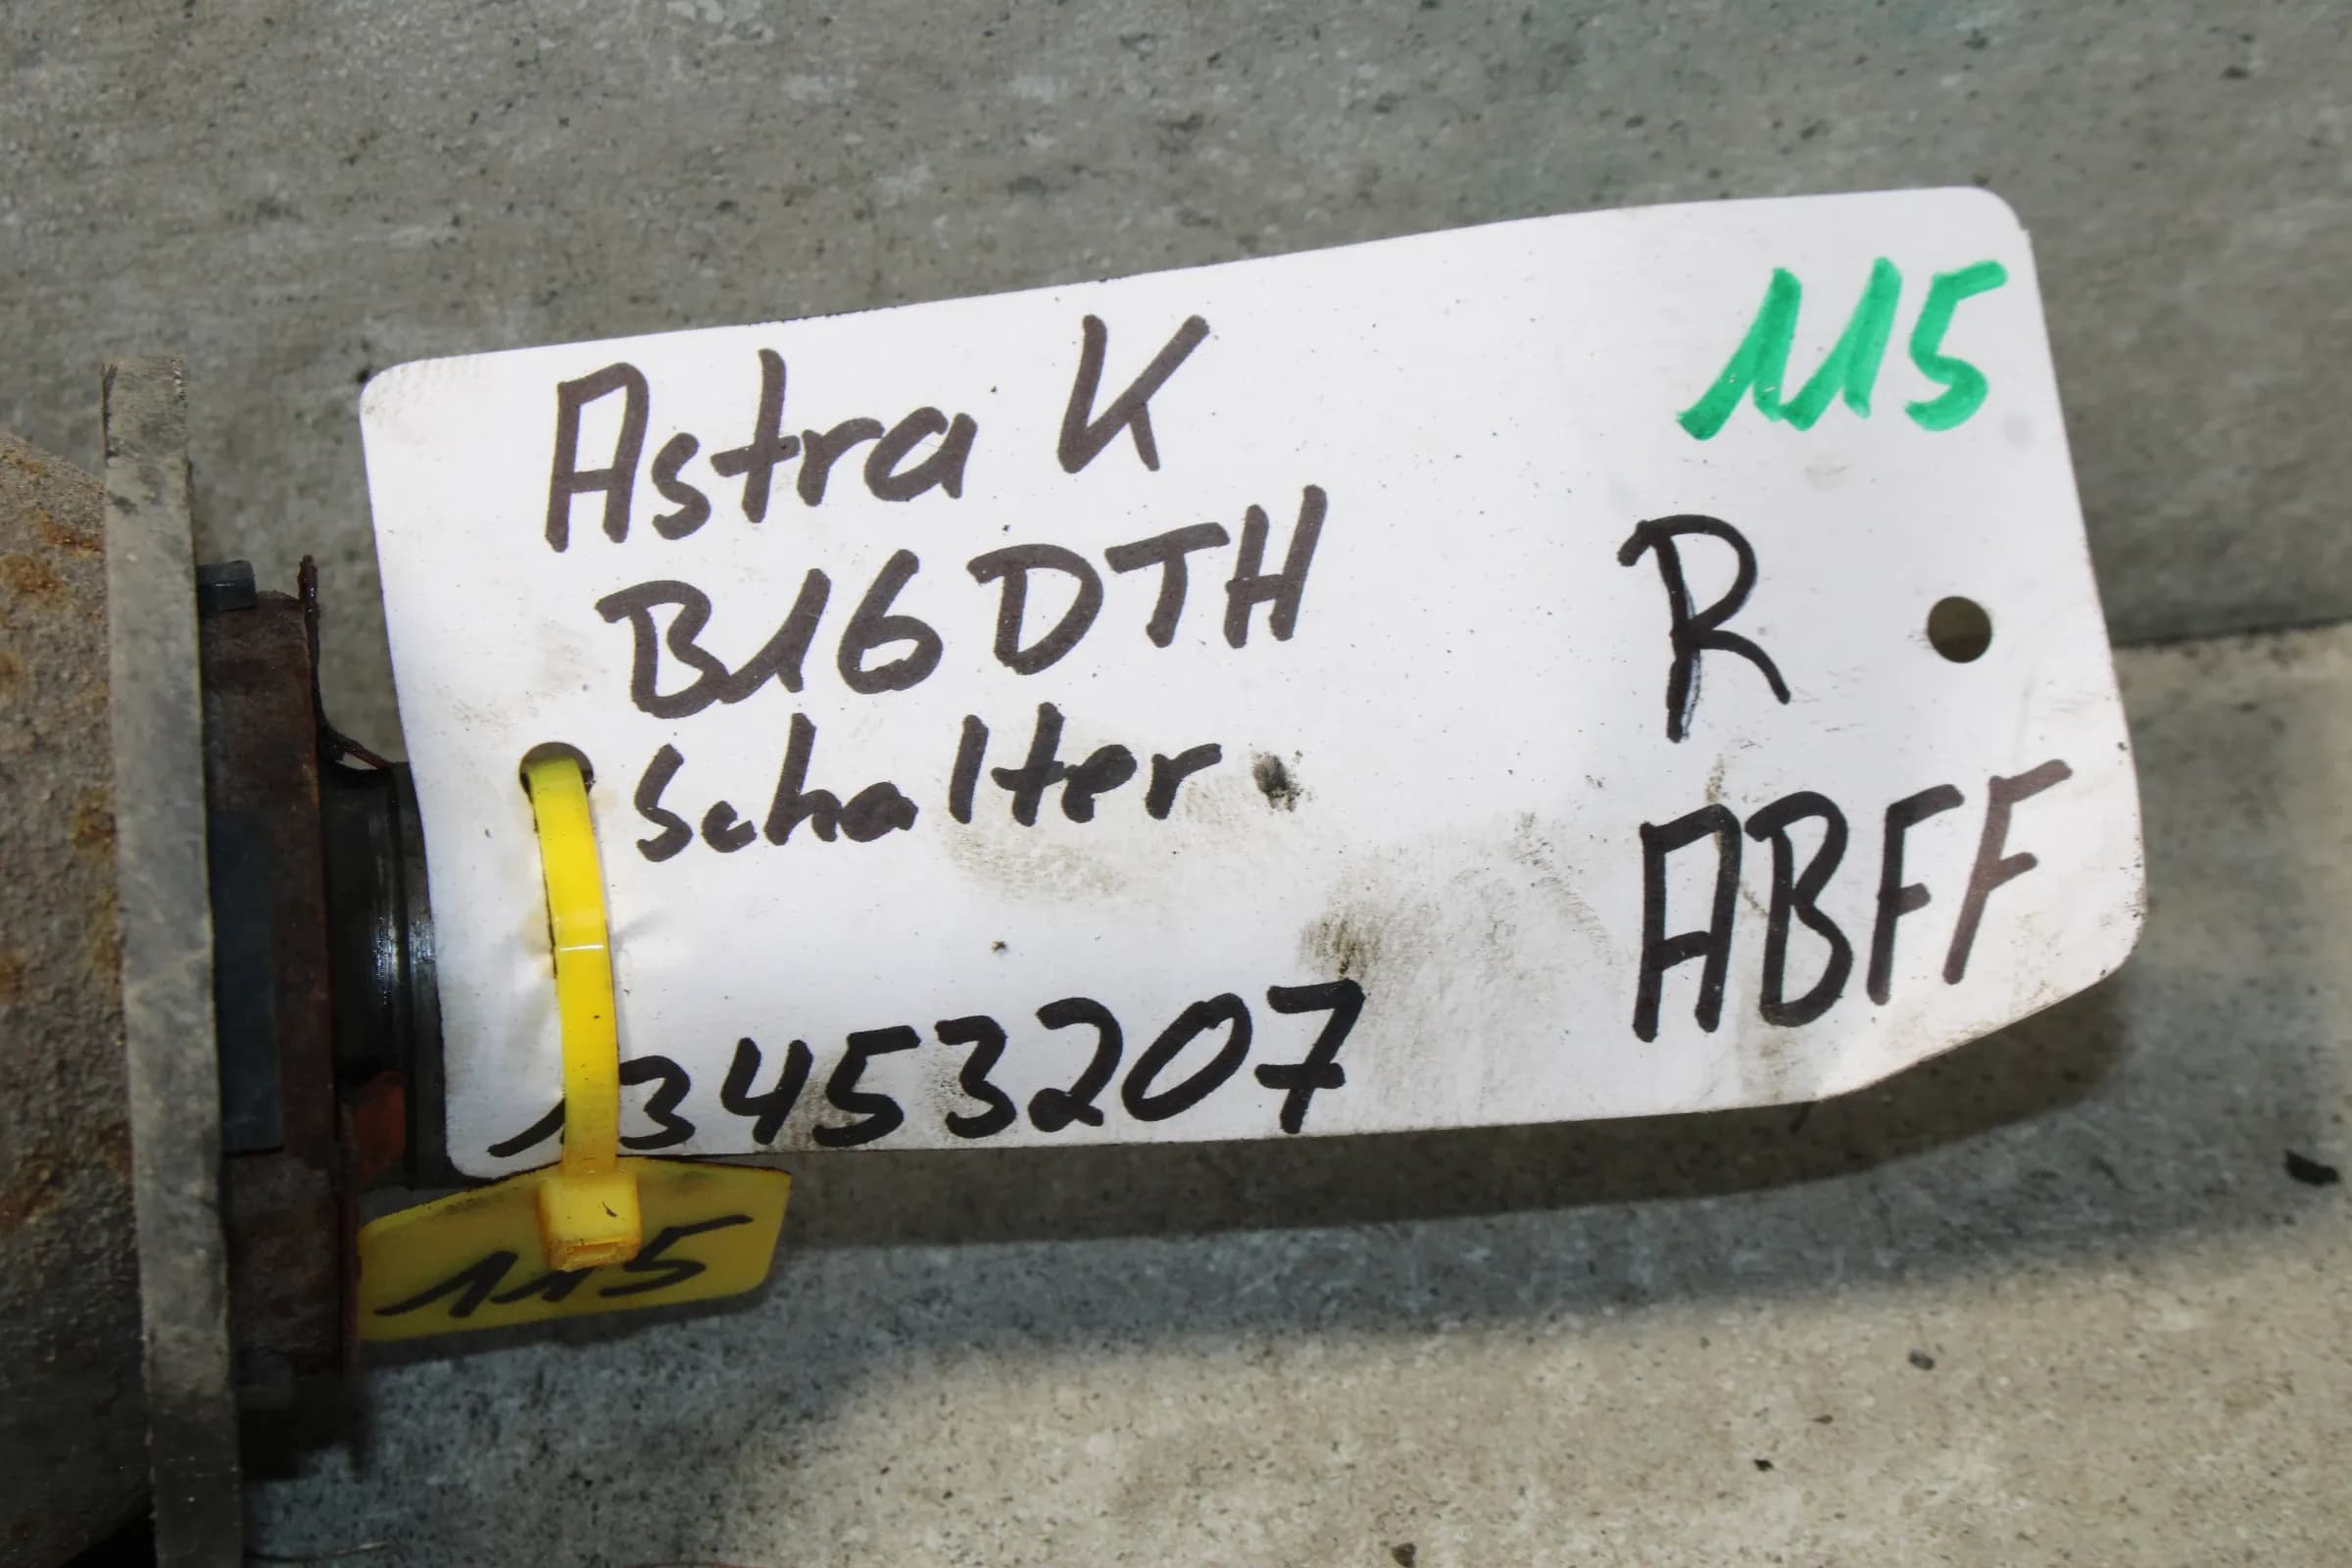 Astra K
B16DTH
Schalter
13453207
115
R
ABFF
115